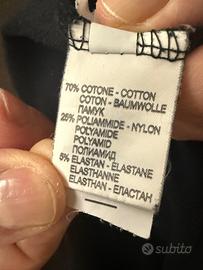 70% COTONE - COTTON
COTON - BAUMWOLLE
ПАМУК
25% POLIAMMIDE - NYLON
POLYAMIDE
POLYAMID
ПОЛИАМИД
5% ELASTAN - ELASTANE
ELASTHANNE
ELASTHAN - ЕЛАСТАН
subito